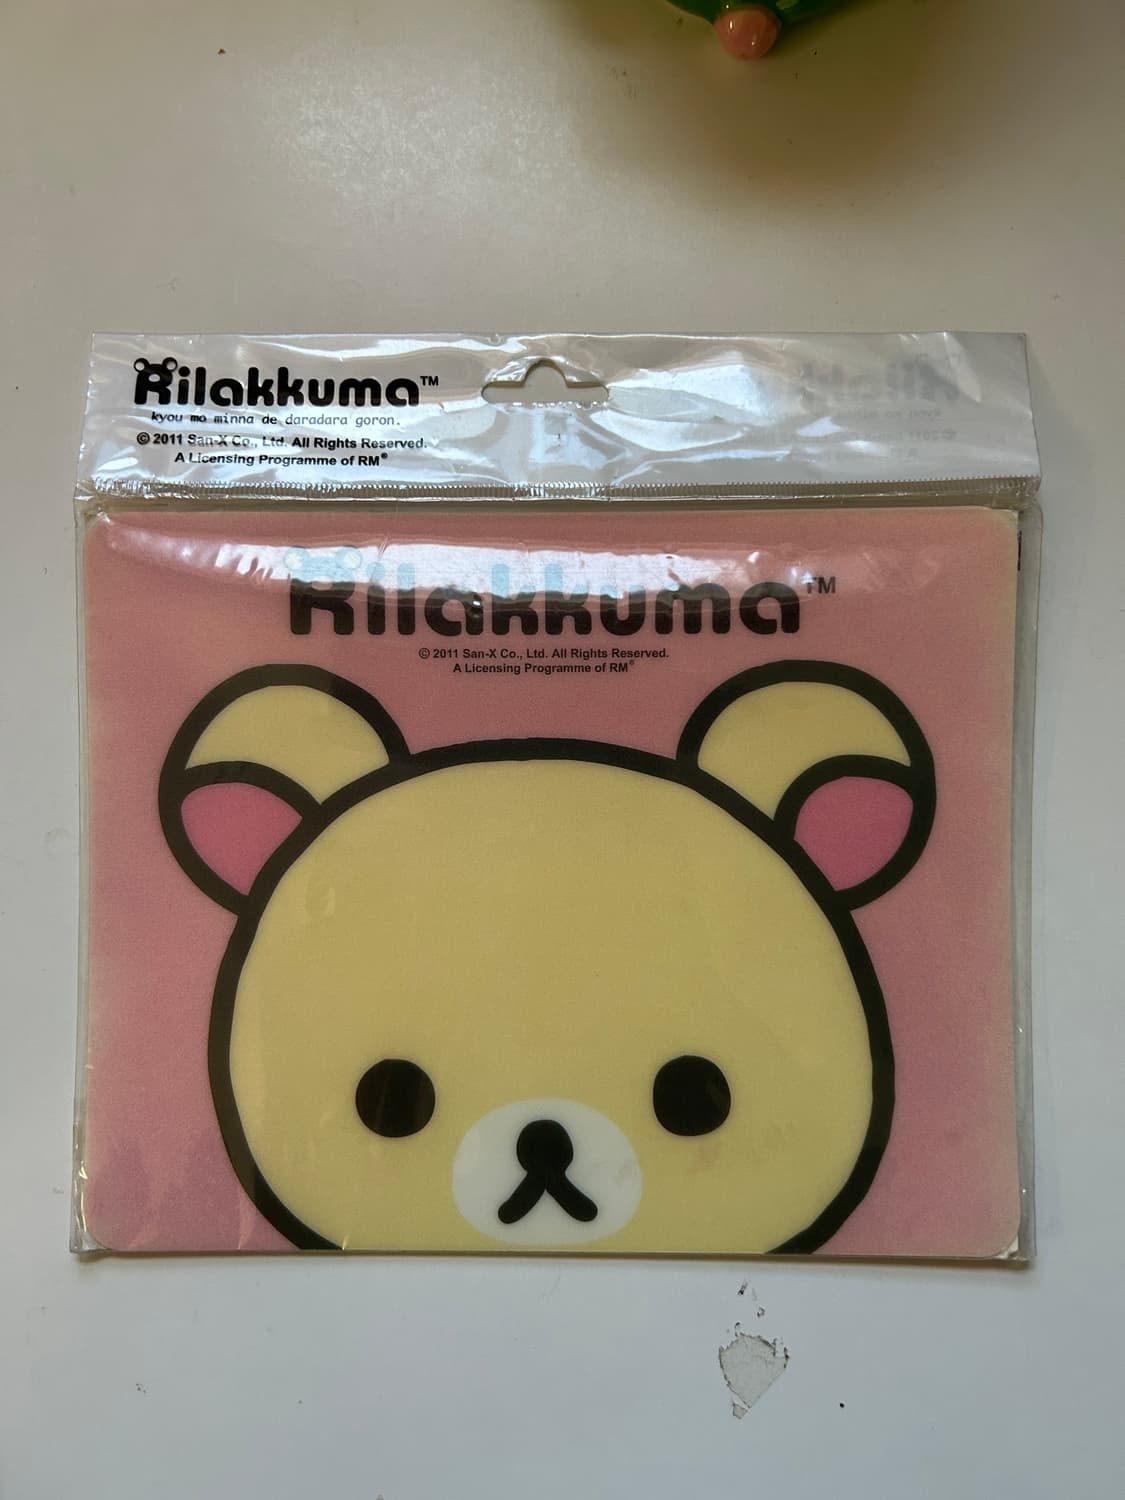 Rilakkuma™
kyou mo minna de daradara goron.
© 2011 San-X Co., Ltd. All Rights Reserved.
A Licensing Programme of RM®
Rilakkuma™
© 2011 San-X Co., Ltd. All Rights Reserved.
A Licensing Programme of RM®